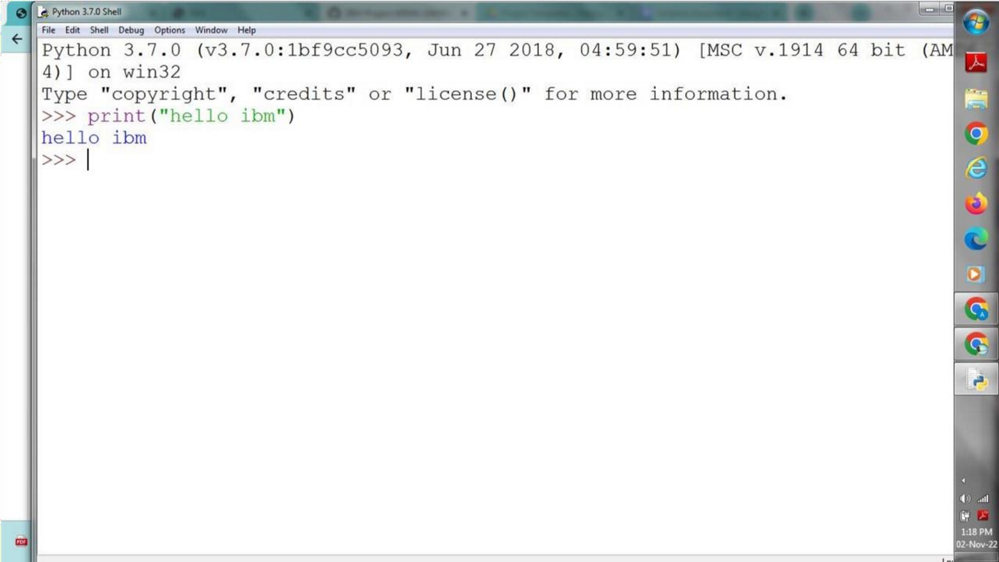 Python 3.7.0 Shell
File Edit Shell Debug Options Window Help
Python 3.7.0 (v3.7.0:1bf9cc5093, Jun 27 2018, 04:59:51) [MSC v.1914 64 bit (AM
4)] on win32
Type "copyright", "credits" or "license()" for more information.
>>> print("hello ibm")
hello ibm
>>>
A
PDF
1:18 PM
02-Nov-22